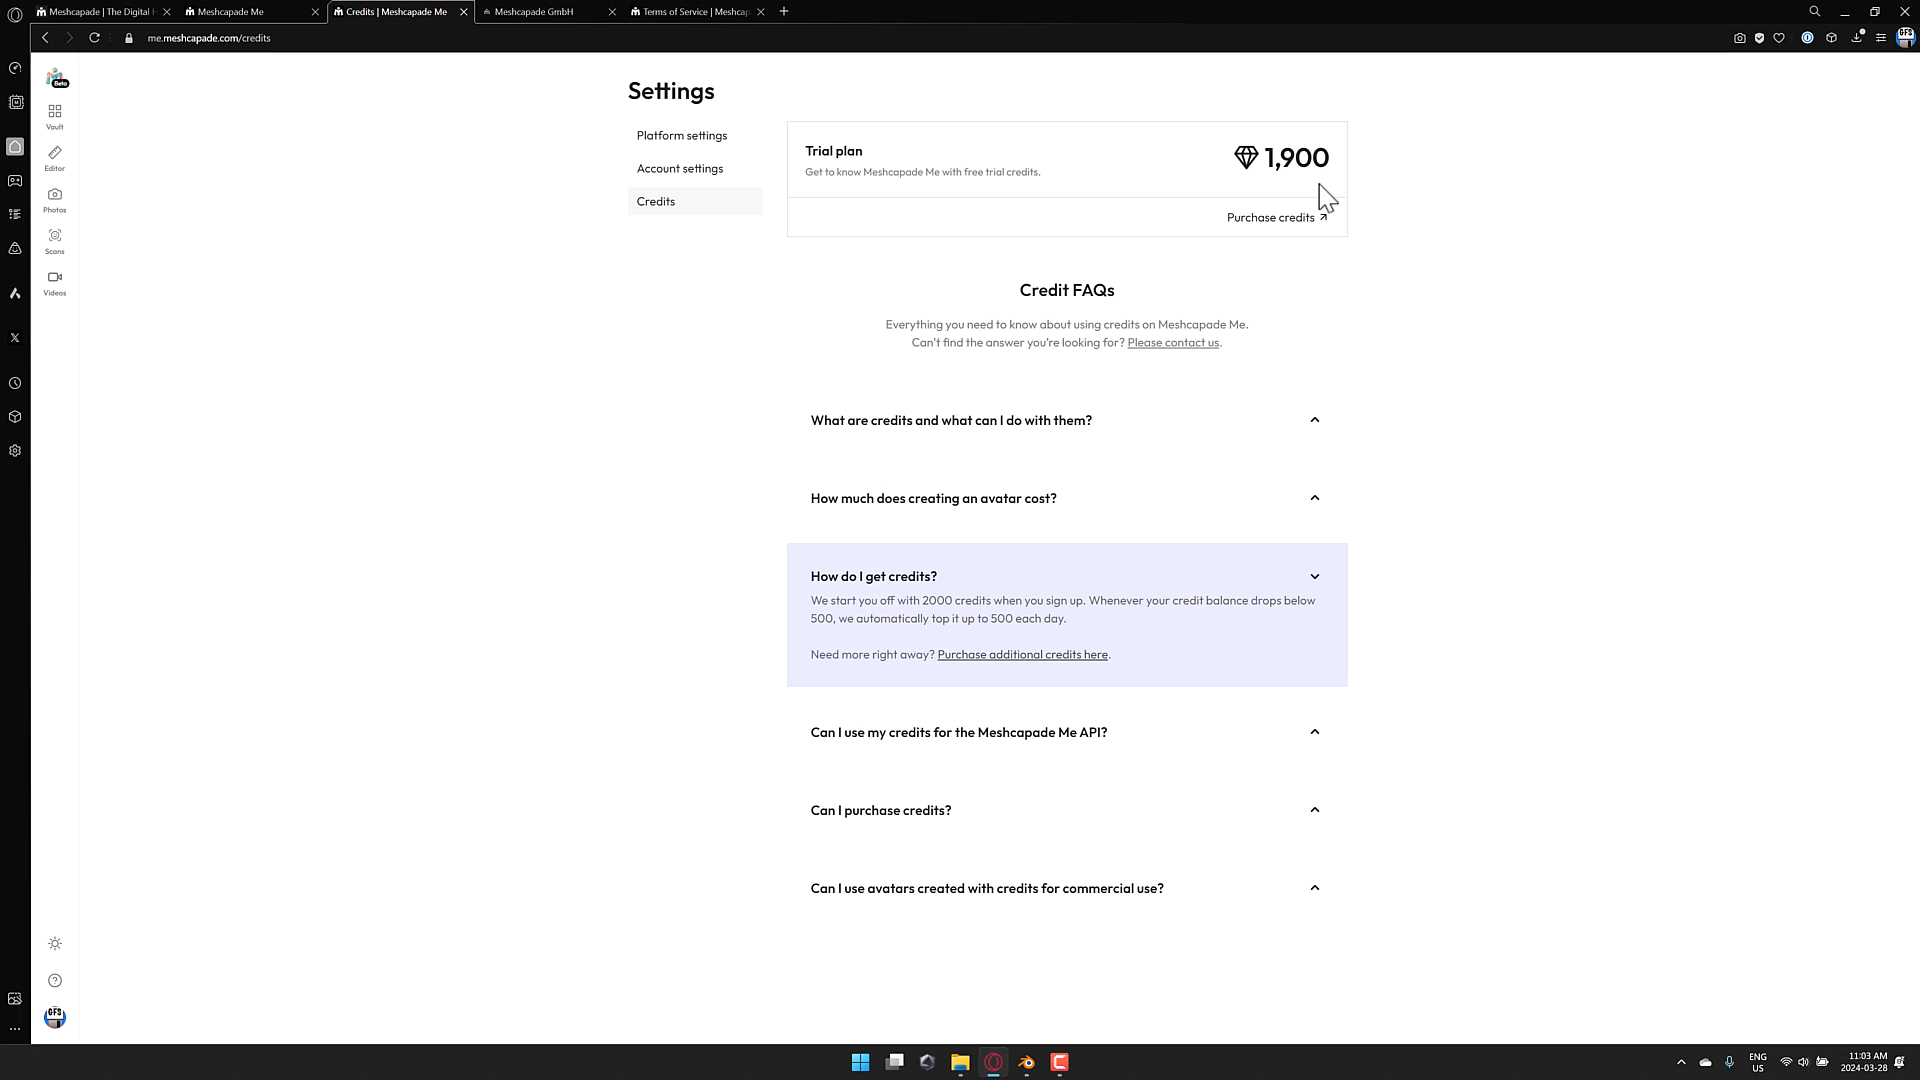 Meshcapade | The Digital H
Meshcapade Me
Credits | Meshcapade Me
Meshcapade GmbH
Terms of Service | Meshcap
me.meshcapade.com/credits
GFS
Beta
Vault
Editor
Photos
Scans
Videos
Settings
Platform settings
Account settings
Credits
Trial plan
Get to know Meshcapade Me with free trial credits.
1,900
Purchase credits
Credit FAQs
Everything you need to know about using credits on Meshcapade Me.
Can't find the answer you're looking for? Please contact us.
What are credits and what can I do with them?
How much does creating an avatar cost?
How do I get credits?
We start you off with 2000 credits when you sign up. Whenever your credit balance drops below
500, we automatically top it up to 500 each day.
Need more right away? Purchase additional credits here.
Can I use my credits for the Meshcapade Me API?
Can I purchase credits?
Can I use avatars created with credits for commercial use?
GFS
ENG
US
11:03 AM
2024-03-28